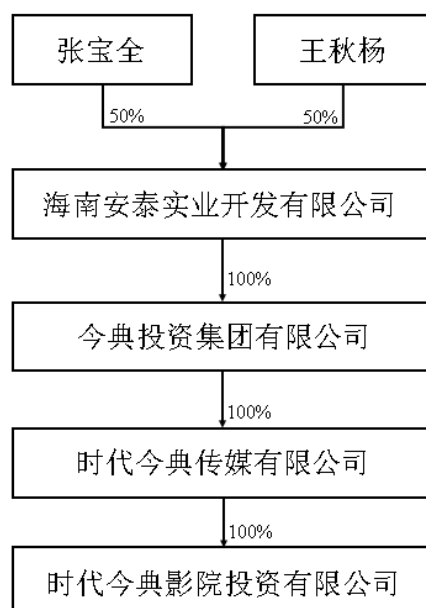 张宝全
王秋杨
50%
50%
海南安泰实业开发有限公司
100%
今典投资集团有限公司
100%
时代今典传媒有限公司
100%
时代今典影院投资有限公司